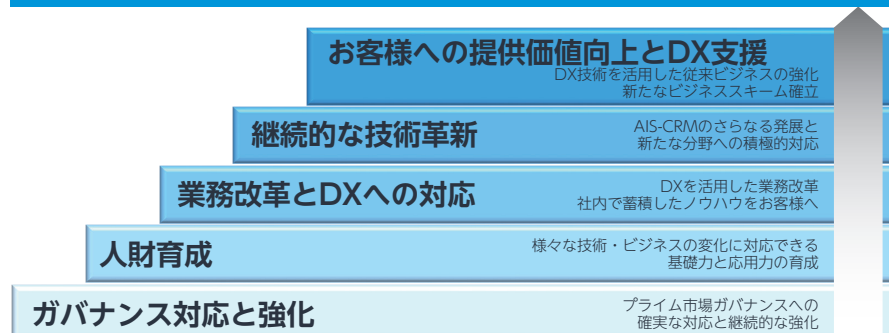 お客様への提供価値向上とDX支援
DX技術を活用した従来ビジネスの強化
新たなビジネススキーム確立
継続的な技術革新
AIS-CRMのさらなる発展と
新たな分野への積極的対応
業務改革とDXへの対応
DXを活用した業務改革
社内で蓄積したノウハウをお客様へ
人財育成
様々な技術・ビジネスの変化に対応できる
基礎力と応用力の育成
ガバナンス対応と強化
プライム市場ガバナンスへの
確実な対応と継続的な強化